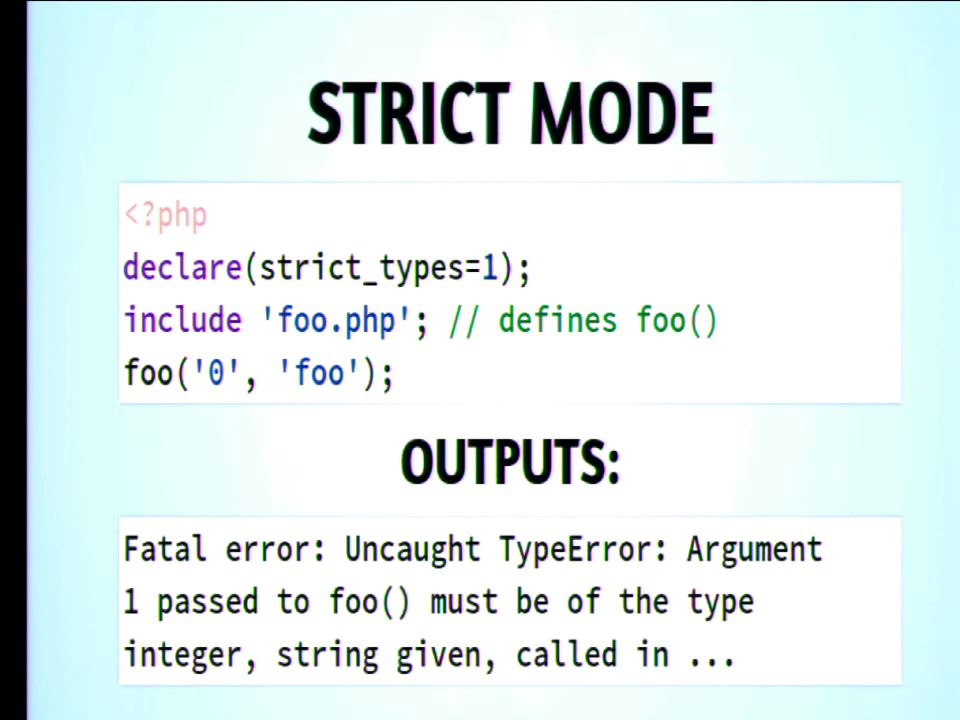 STRICT MODE
<?php
declare(strict_types=1);
include 'foo.php'; // defines foo()
foo('0', 'foo');
OUTPUTS:
Fatal error: Uncaught TypeError: Argument
1 passed to foo() must be of the type
integer, string given, called in ...